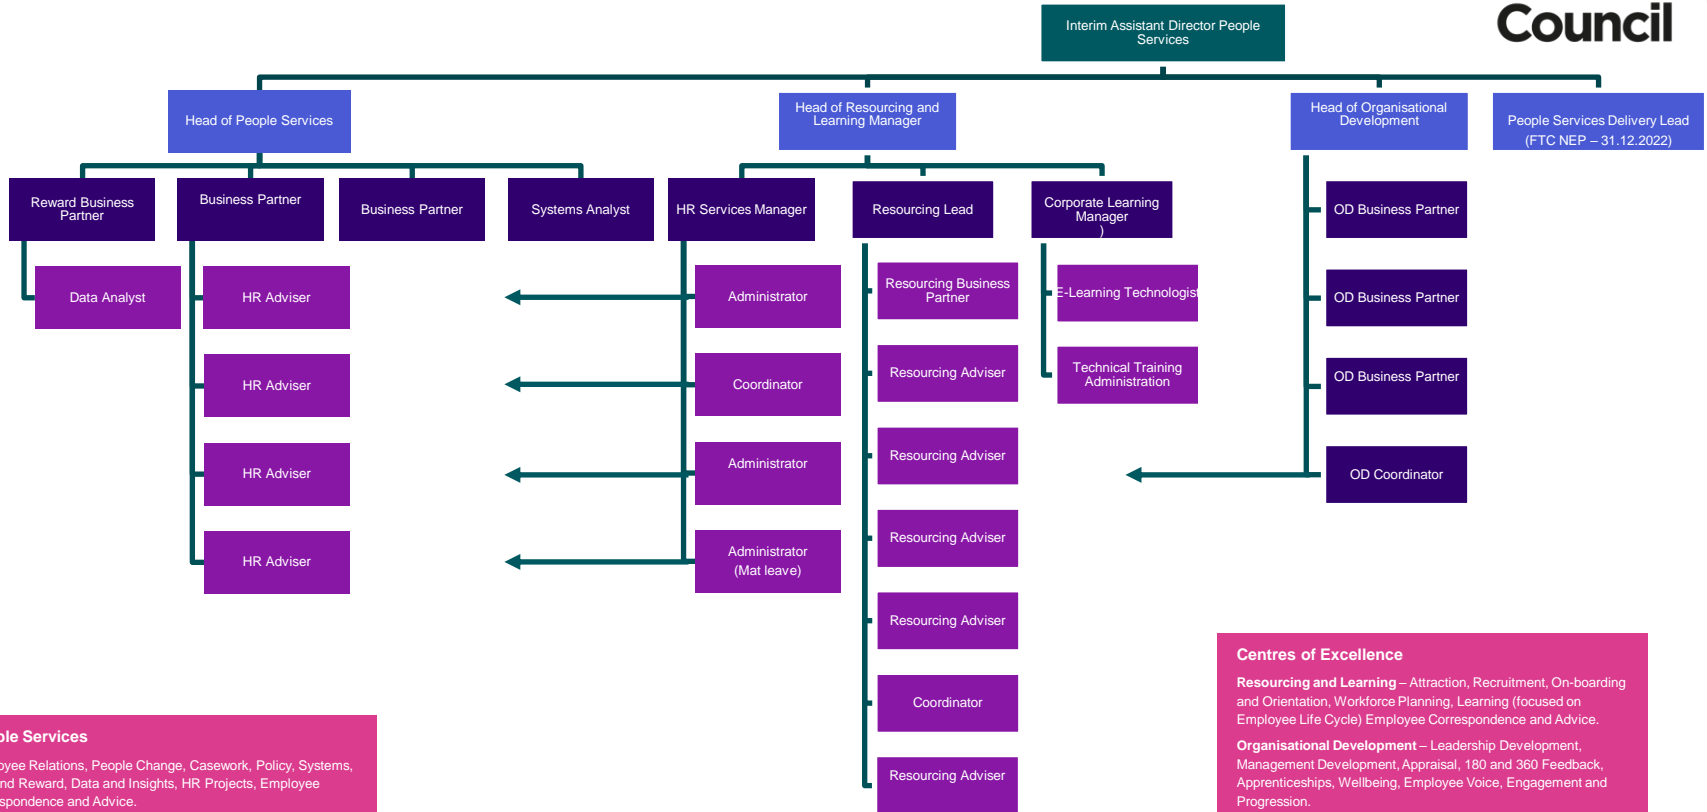 Council
Interim Assistant Director People
Services
Head of People Services
Head of Resourcing and
Learning Manager
Head of Organisational
Development
People Services Delivery Lead
(FTC NEP – 31.12.2022)
Reward Business
Partner
Business Partner
Business Partner
Systems Analyst
HR Services Manager
Resourcing Lead
Corporate Learning
Manager
)
OD Business Partner
Data Analyst
HR Adviser
Administrator
Resourcing Business
Partner
E-Learning Technologist
OD Business Partner
HR Adviser
Coordinator
Resourcing Adviser
Technical Training
Administration
OD Business Partner
HR Adviser
Administrator
Resourcing Adviser
OD Coordinator
HR Adviser
Administrator
(Mat leave)
Resourcing Adviser
Resourcing Adviser
Coordinator
Resourcing Adviser
ple Services
oyee Relations, People Change, Casework, Policy, Systems,
nd Reward, Data and Insights, HR Projects, Employee
spondence and Advice.
Centres of Excellence
Resourcing and Learning – Attraction, Recruitment, On-boarding
and Orientation, Workforce Planning, Learning (focused on
Employee Life Cycle) Employee Correspondence and Advice.
Organisational Development – Leadership Development,
Management Development, Appraisal, 180 and 360 Feedback,
Apprenticeships, Wellbeing, Employee Voice, Engagement and
Progression.